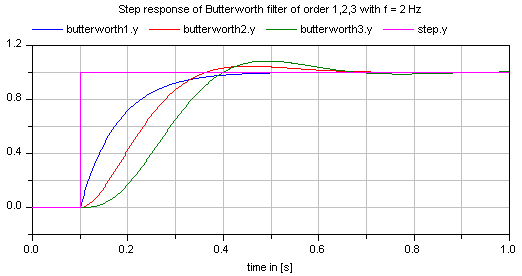 Step response of Butterworth filter of order 1,2,3 with f = 2 Hz
butterworth1.y butterworth2.y butterworth3.y step.y
1.2
0.8
0.4
0.0
0.0 0.2 0.4 0.6 0.8 1.0
time in [s]